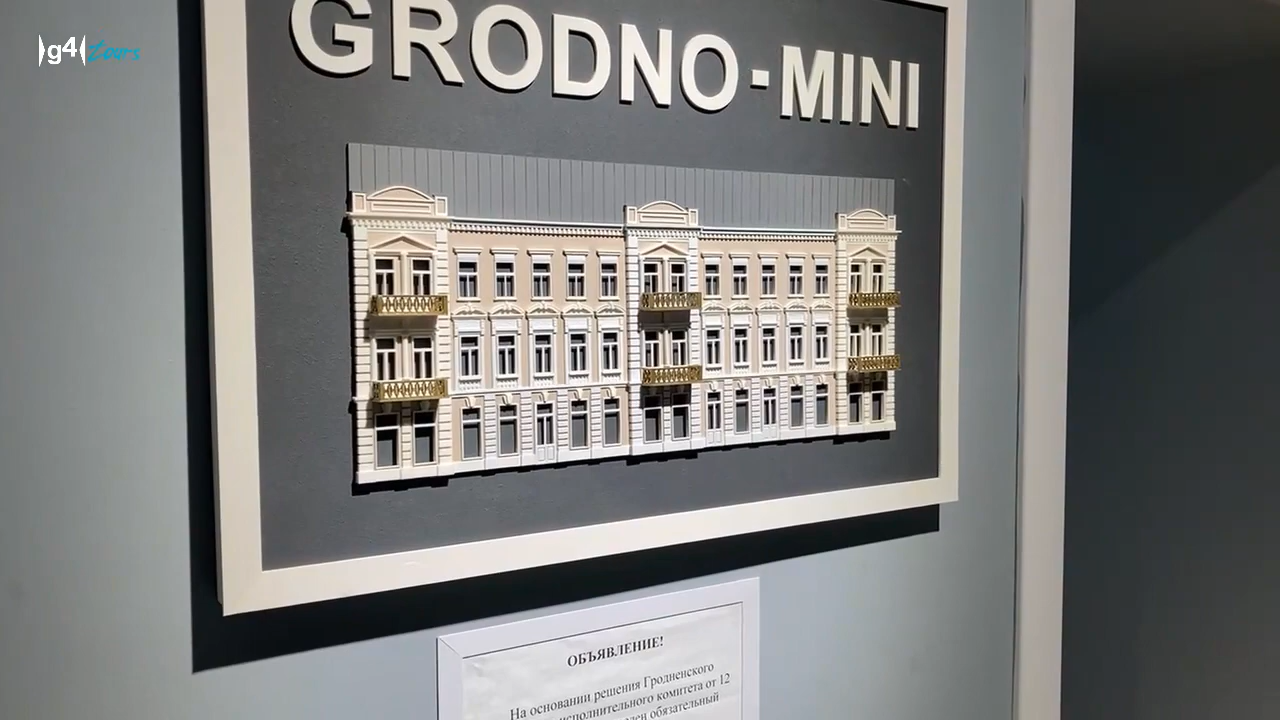 g4 Tours
GRODNO-MINI
ОБЪЯВЛЕНИЕ!
На основании решения Гродненского
исполнительного комитета от 12
обязательный